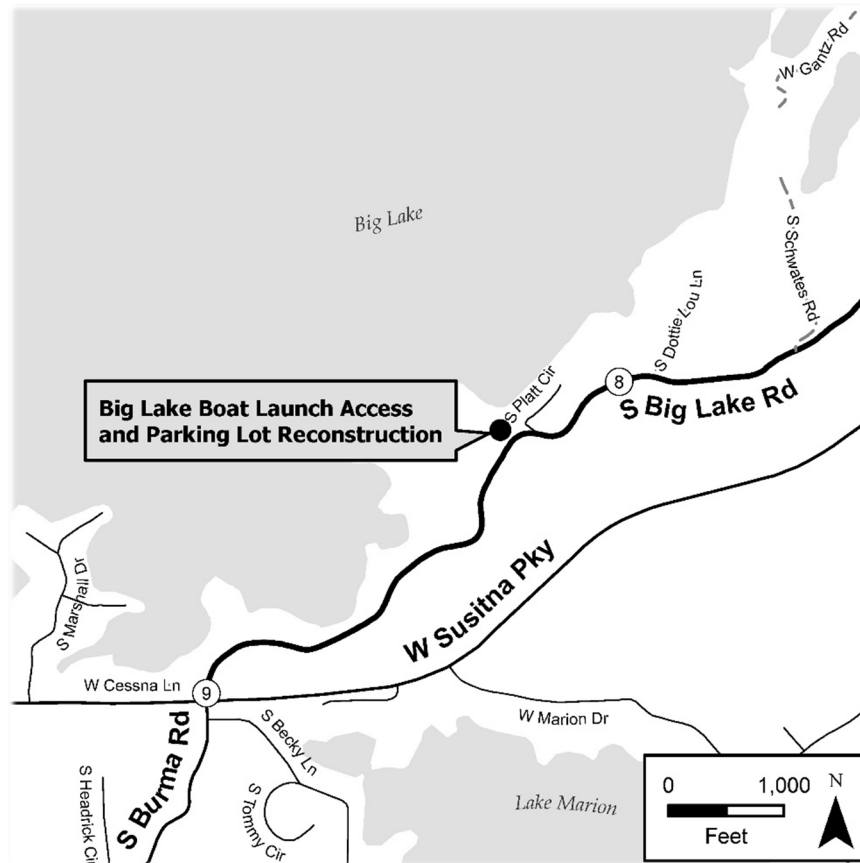 W Gantz Rd
Big Lake
S Schwates Rd
S Dottie Lou Ln
S Platt Cir
8
S Big Lake Rd
Big Lake Boat Launch Access
and Parking Lot Reconstruction
W Susitna Pky
S Marshall Dr
W Cessna Ln
9
S Becky Ln
W Marion Dr
S Burma Rd
S Headrick Cir
S Tommy Cir
Lake Marion
0 1,000
Feet
N